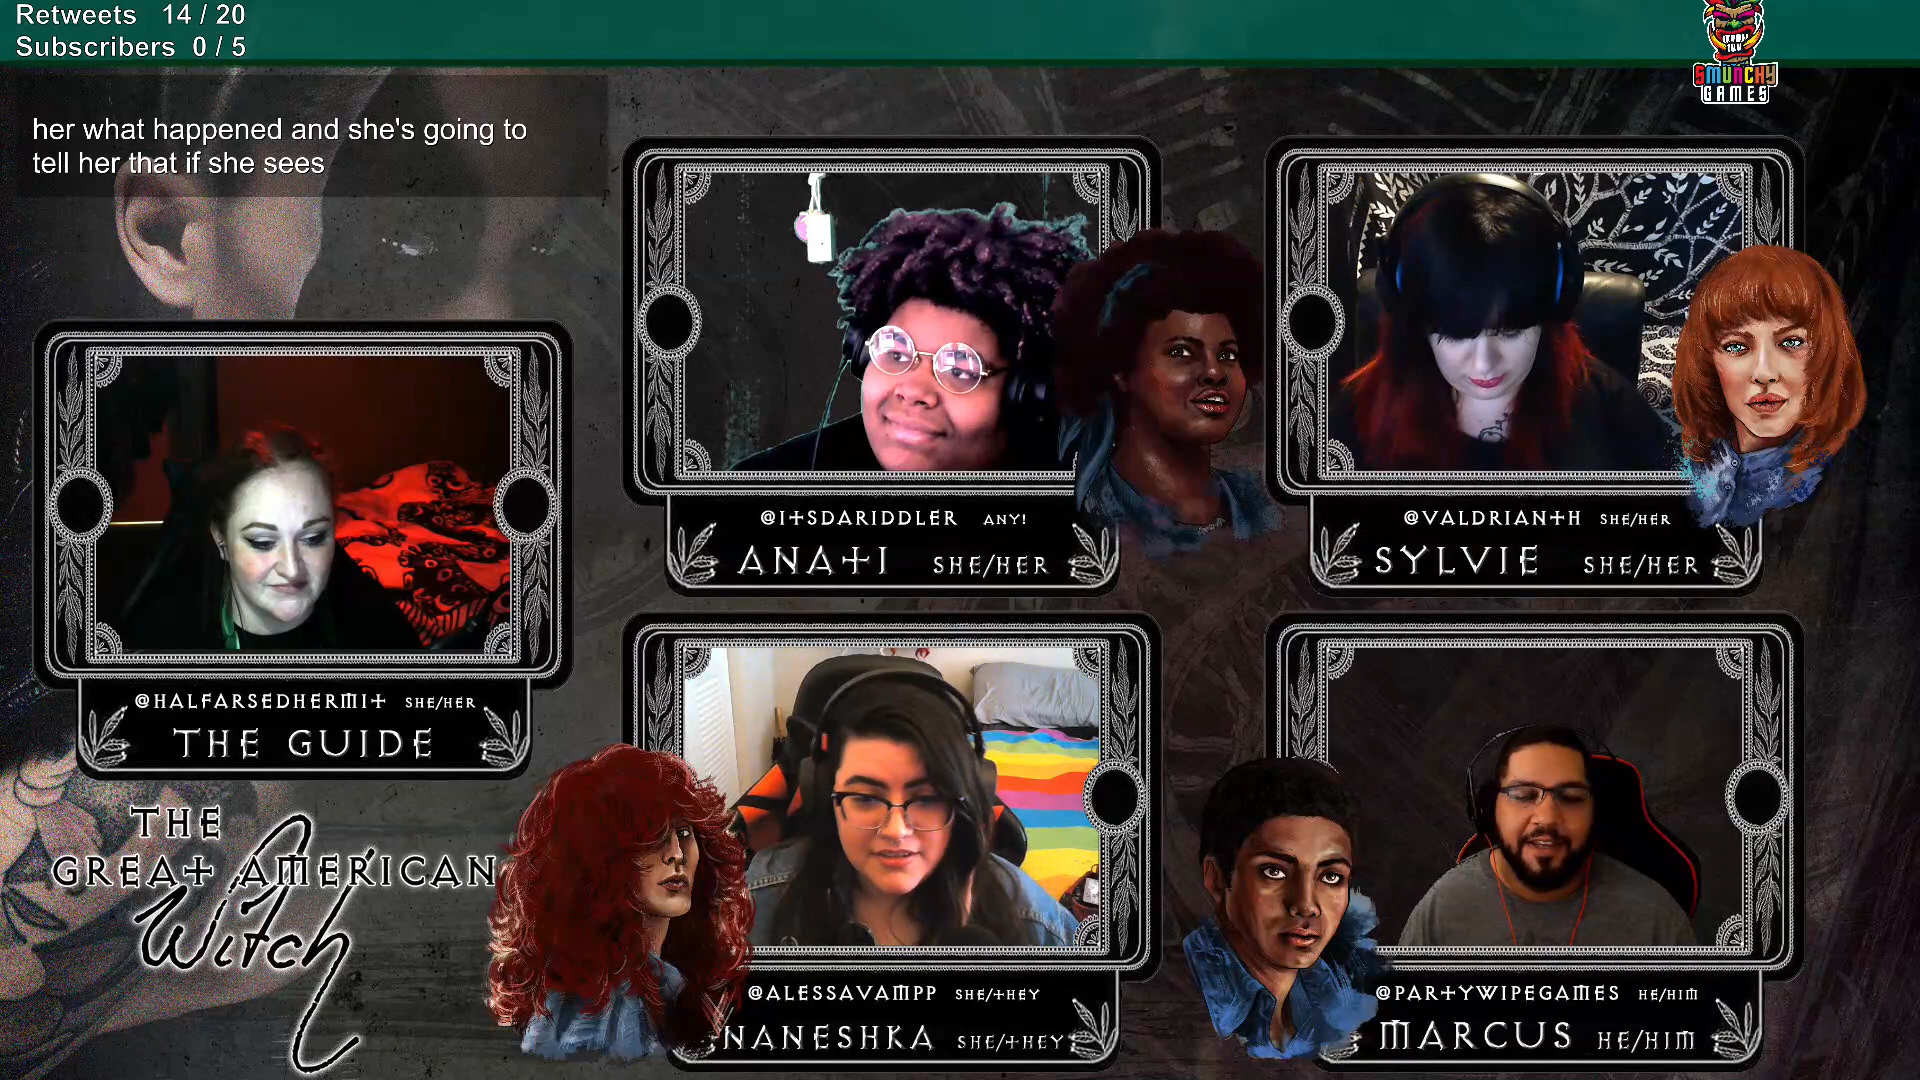 Retweets 14 / 20
Subscribers 0 / 5
SMUNCHY
GAMES
her what happened and she's going to
tell her that if she sees
@ITSDARIDDLER ANY!
ANATI SHE/HER
@VALDRIANTH SHE/HER
SYLVIE SHE/HER
@HALFARSEDHERMIT SHE/HER
THE GUIDE
THE
GREAT AMERICAN
Witch
@ALESSAVAMPP SHE/THEY
NANESHKA SHE/THEY
@PARTYWIPEGAMES HE/HIM
MARCUS HE/HIM